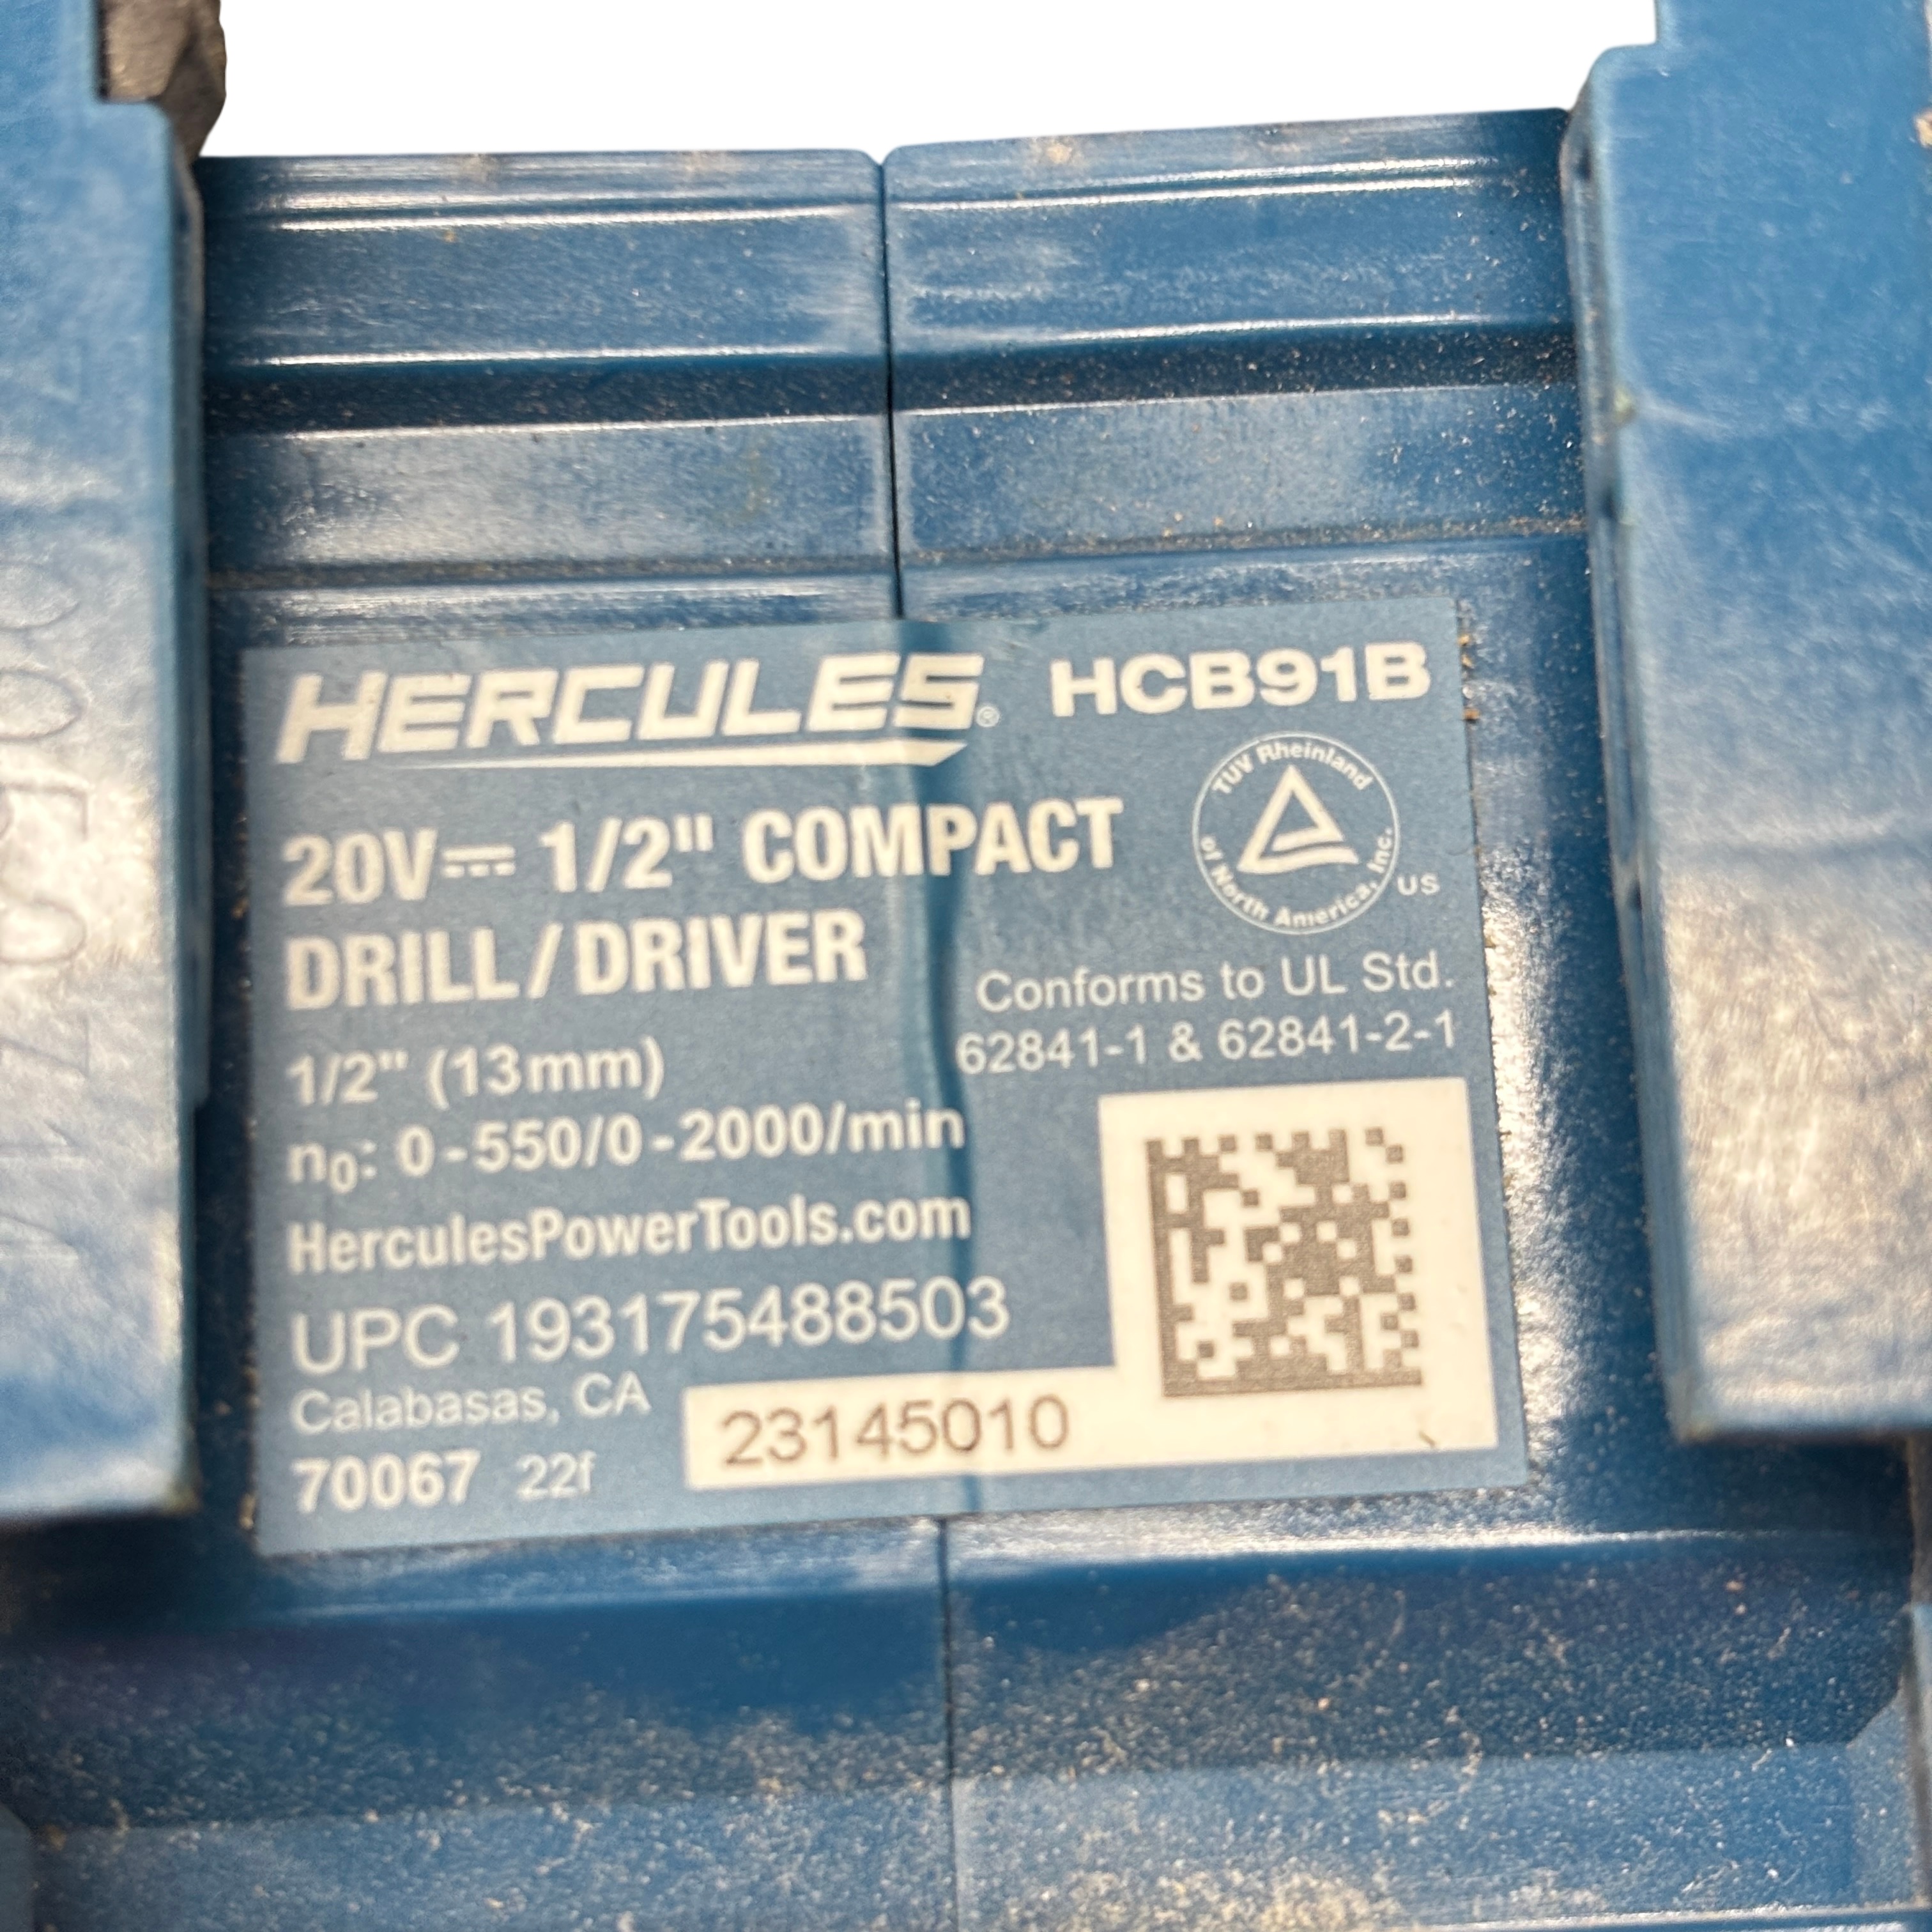 HERCULES® HCB91B
TÜV Rheinland
of North America, Inc.
US
20V⎓ 1/2" COMPACT
DRILL/DRIVER
Conforms to UL Std.
62841-1 & 62841-2-1
1/2" (13mm)
n₀: 0-550/0-2000/min
HerculesPowerTools.com
UPC 193175488503
Calabasas, CA
70067 22f
23145010